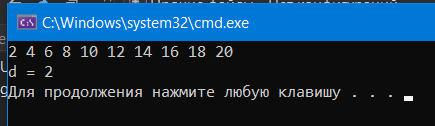 C:\Windows\system32\cmd.exe
2 4 6 8 10 12 14 16 18 20
d = 2
Для продолжения нажмите любую клавишу . . .